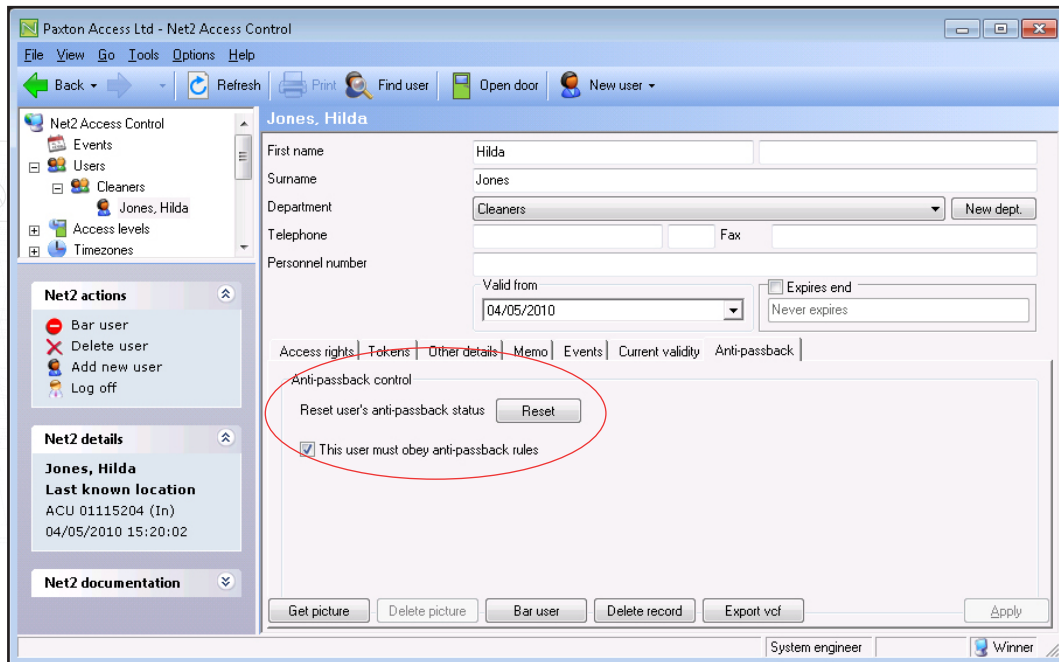 Paxton Access Ltd - Net2 Access Control
File View Go Tools Options Help
Back Refresh Print Find user Open door New user
Net2 Access Control
Events
Users
Cleaners
Jones, Hilda
Access levels
Timezones
Net2 actions
Bar user
Delete user
Add new user
Log off
Net2 details
Jones, Hilda
Last known location
ACU 01115204 (In)
04/05/2010 15:20:02
Net2 documentation
Jones, Hilda
First name Hilda
Surname Jones
Department Cleaners New dept.
Telephone Fax
Personnel number
Valid from Expires end
04/05/2010 Never expires
Access rights Tokens Other details Memo Events Current validity Anti-passback
Anti-passback control
Reset user's anti-passback status Reset
This user must obey anti-passback rules
Get picture Delete picture Bar user Delete record Export vcf Apply
System engineer Winner